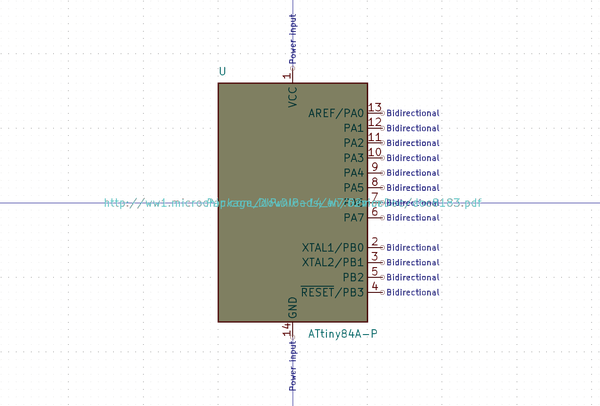 Power input
1
U
VCC
13
AREF/PA0 Bidirectional
12
PA1 Bidirectional
11
PA2 Bidirectional
10
PA3 Bidirectional
9
PA4 Bidirectional
8
PA5 Bidirectional
7
Bidirectional
6
PA7 Bidirectional
2
XTAL1/PB0 Bidirectional
3
XTAL2/PB1 Bidirectional
5
PB2 Bidirectional
4
RESET/PB3 Bidirectional
GND
14
ATtiny84A-P
Power input